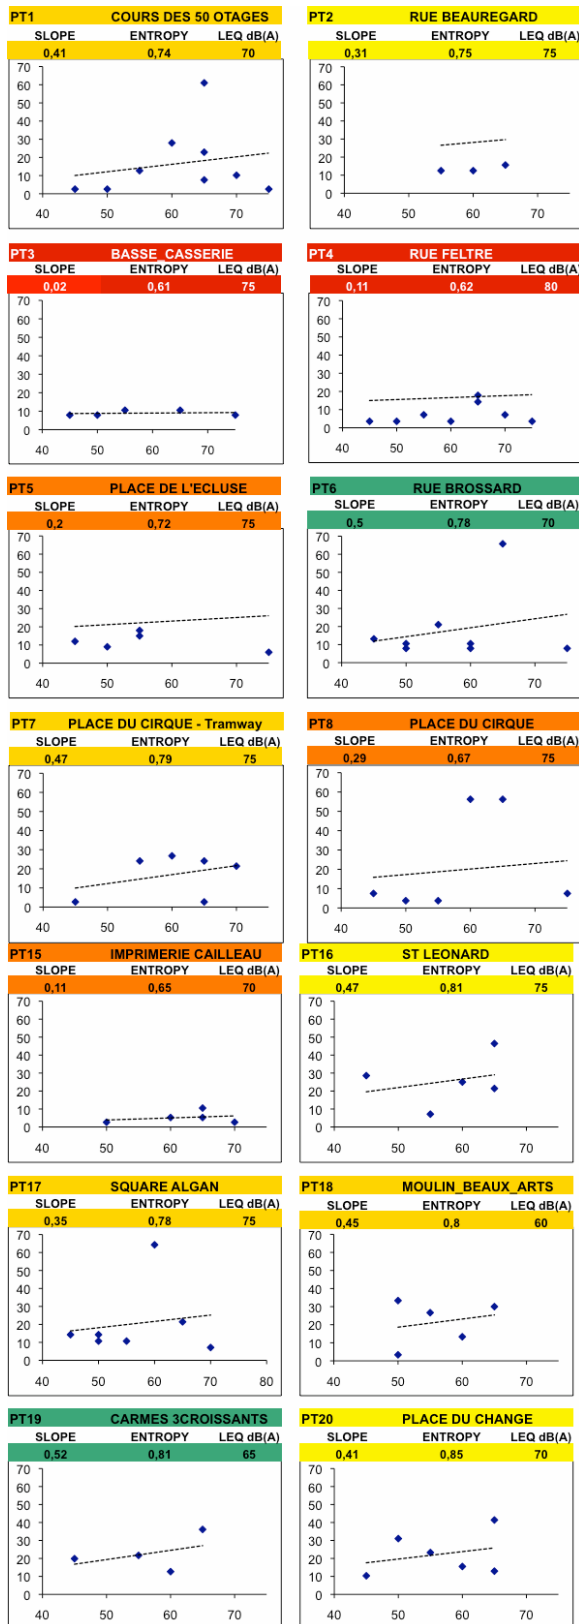 PT1 COURS DES 50 OTAGES
SLOPE ENTROPY LEQ dB(A)
0,41 0,74 70
70
60
50
40
30
20
10
0
40 50 60 70
PT2 RUE BEAUREGARD
SLOPE ENTROPY LEQ dB(A)
0,31 0,75 75
70
60
50
40
30
20
10
0
40 50 60 70
PT3 BASSE_CASSERIE
SLOPE ENTROPY LEQ dB(A)
0,02 0,61 75
70
60
50
40
30
20
10
0
40 50 60 70
PT4 RUE FELTRE
SLOPE ENTROPY LEQ dB(A)
0,11 0,62 80
70
60
50
40
30
20
10
0
40 50 60 70
PT5 PLACE DE L'ECLUSE
SLOPE ENTROPY LEQ dB(A)
0,2 0,72 75
70
60
50
40
30
20
10
0
40 50 60 70
PT6 RUE BROSSARD
SLOPE ENTROPY LEQ dB(A)
0,5 0,78 70
70
60
50
40
30
20
10
0
40 50 60 70
PT7 PLACE DU CIRQUE - Tramway
SLOPE ENTROPY LEQ dB(A)
0,47 0,79 75
70
60
50
40
30
20
10
0
40 50 60 70
PT8 PLACE DU CIRQUE
SLOPE ENTROPY LEQ dB(A)
0,29 0,67 75
70
60
50
40
30
20
10
0
40 50 60 70
PT15 IMPRIMERIE CAILLEAU
SLOPE ENTROPY LEQ dB(A)
0,11 0,65 70
70
60
50
40
30
20
10
0
40 50 60 70
PT16 ST LEONARD
SLOPE ENTROPY LEQ dB(A)
0,47 0,81 75
70
60
50
40
30
20
10
0
40 50 60 70
PT17 SQUARE ALGAN
SLOPE ENTROPY LEQ dB(A)
0,35 0,78 75
70
60
50
40
30
20
10
0
40 50 60 70 80
PT18 MOULIN_BEAUX_ARTS
SLOPE ENTROPY LEQ dB(A)
0,45 0,8 60
70
60
50
40
30
20
10
0
40 50 60 70
PT19 CARMES 3CROISSANTS
SLOPE ENTROPY LEQ dB(A)
0,52 0,81 65
70
60
50
40
30
20
10
0
40 50 60 70
PT20 PLACE DU CHANGE
SLOPE ENTROPY LEQ dB(A)
0,41 0,85 70
70
60
50
40
30
20
10
0
40 50 60 70